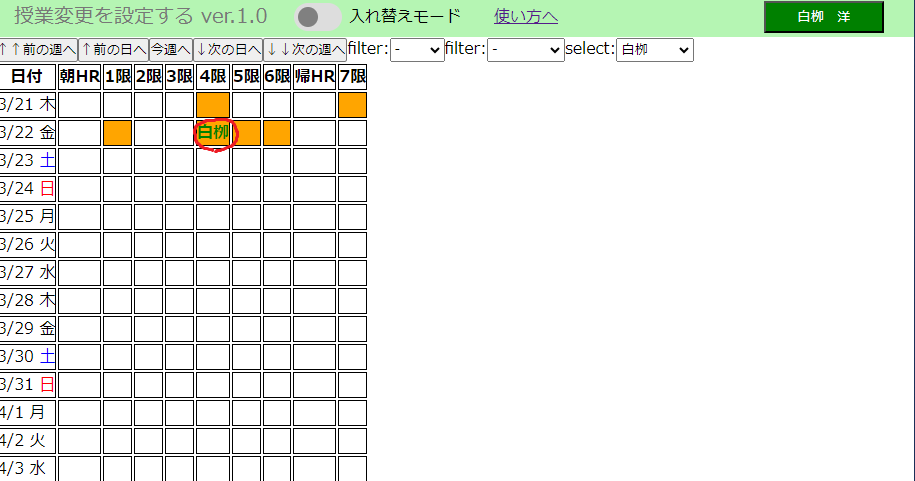 授業変更を設定する ver.1.0 入れ替えモード 使い方へ 白栁 洋
↑↑前の週へ ↑前の日へ 今週へ ↓次の日へ ↓↓次の週へ filter: - filter: - select: 白栁
日付 朝HR 1限 2限 3限 4限 5限 6限 帰HR 7限
3/21 木
3/22 金 白栁
3/23 土
3/24 日
3/25 月
3/26 火
3/27 水
3/28 木
3/29 金
3/30 土
3/31 日
4/1 月
4/2 火
4/3 水